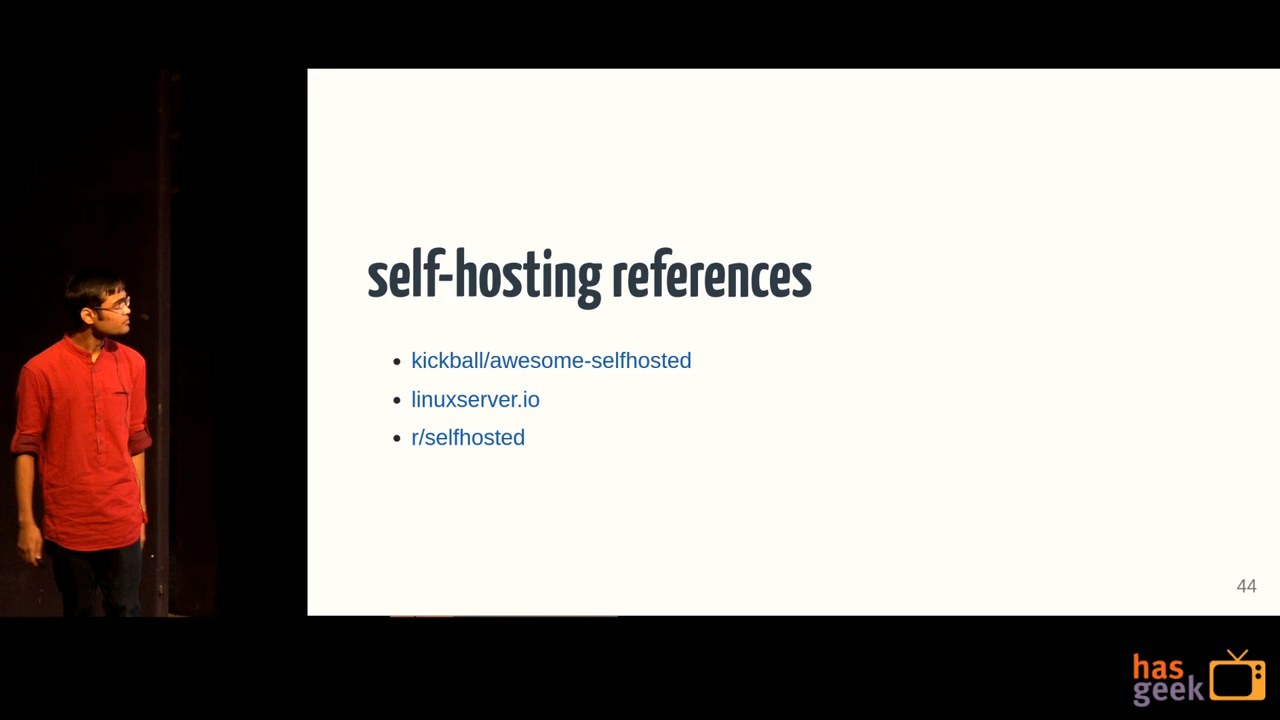 self-hosting references
kickball/awesome-selfhosted
linuxserver.io
r/selfhosted
44
has
geek